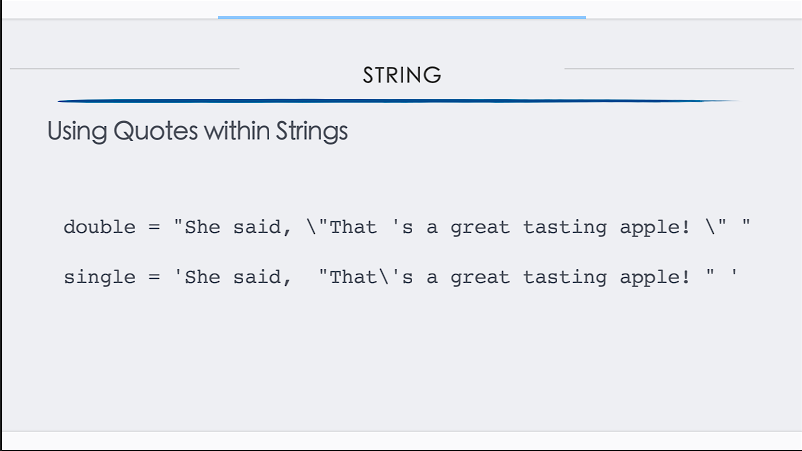 STRING
Using Quotes within Strings
double = "She said, \"That 's a great tasting apple! \" "
single = 'She said,  "That\'s a great tasting apple! " '